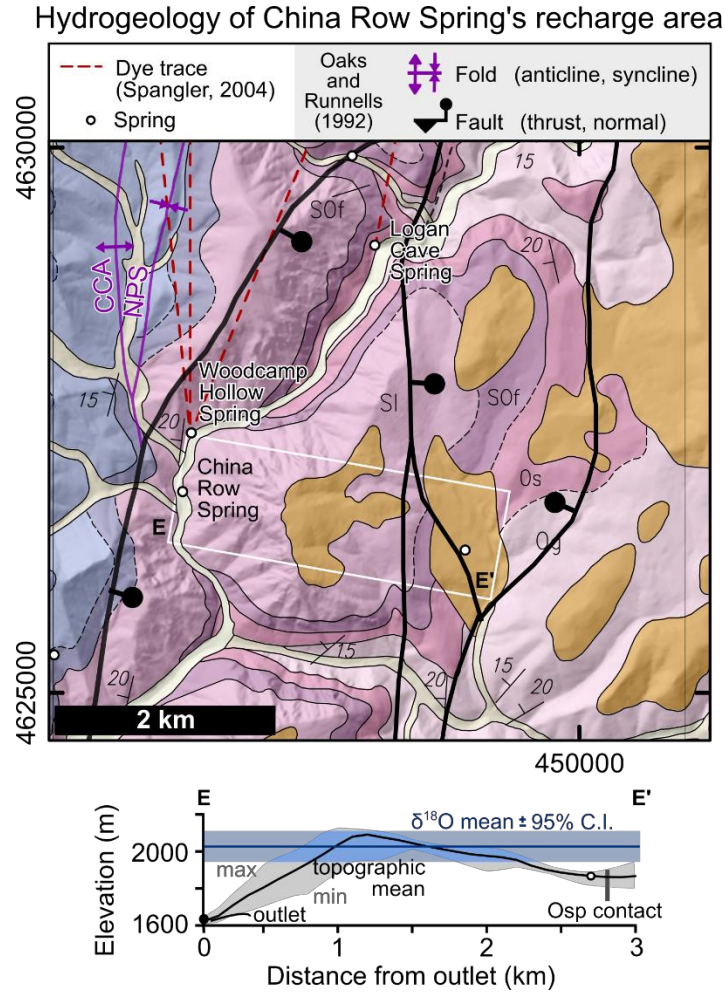 Hydrogeology of China Row Spring's recharge area
Dye trace
(Spangler, 2004)
Spring
Oaks
and
Runnells
(1992)
Fold (anticline, syncline)
Fault (thrust, normal)
4630000
4625000
15
SOf
20
Logan
Cave
Spring
CCA
NPS
Woodcamp
Hollow
Spring
15
20
Sl
SOf
China
Row
Spring
Os
E
Og
E'
15
15
20
20
20
2 km
450000
E
E'
δ18O mean ± 95% C.I.
Elevation (m)
2000
1600
max
topographic
mean
min
outlet
Osp contact
0
1
2
3
Distance from outlet (km)